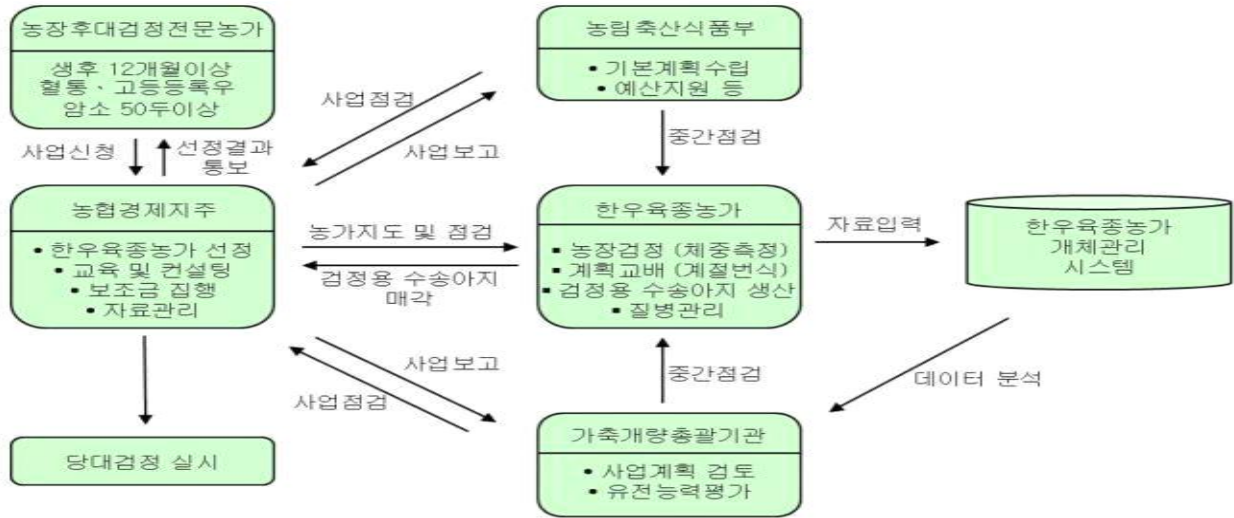 농장후대검정전문농가
생후 12개월이상
혈통、고등등록우
암소 50두이상
농림축산식품부
• 기본계획수립
• 예산지원 등
사업점검
사업보고
중간점검
사업신청
선정결과
통보
농협경제지주
• 한우육종농가 선정
• 교육 및 컨설팅
• 보조금 집행
• 자료관리
농가지도 및 점검
검정용 수송아지
매각
한우육종농가
▪ 농장검정 (체중측정)
▪ 계획교배 (계절번식)
▪ 검정용 수송아지 생산
▪ 질병관리
자료입력
한우육종농가
개체관리
시스템
사업보고
사업점검
중간점검
데이터 분석
당대검정 실시
가축개량총괄기관
• 사업계획 검토
• 유전능력평가